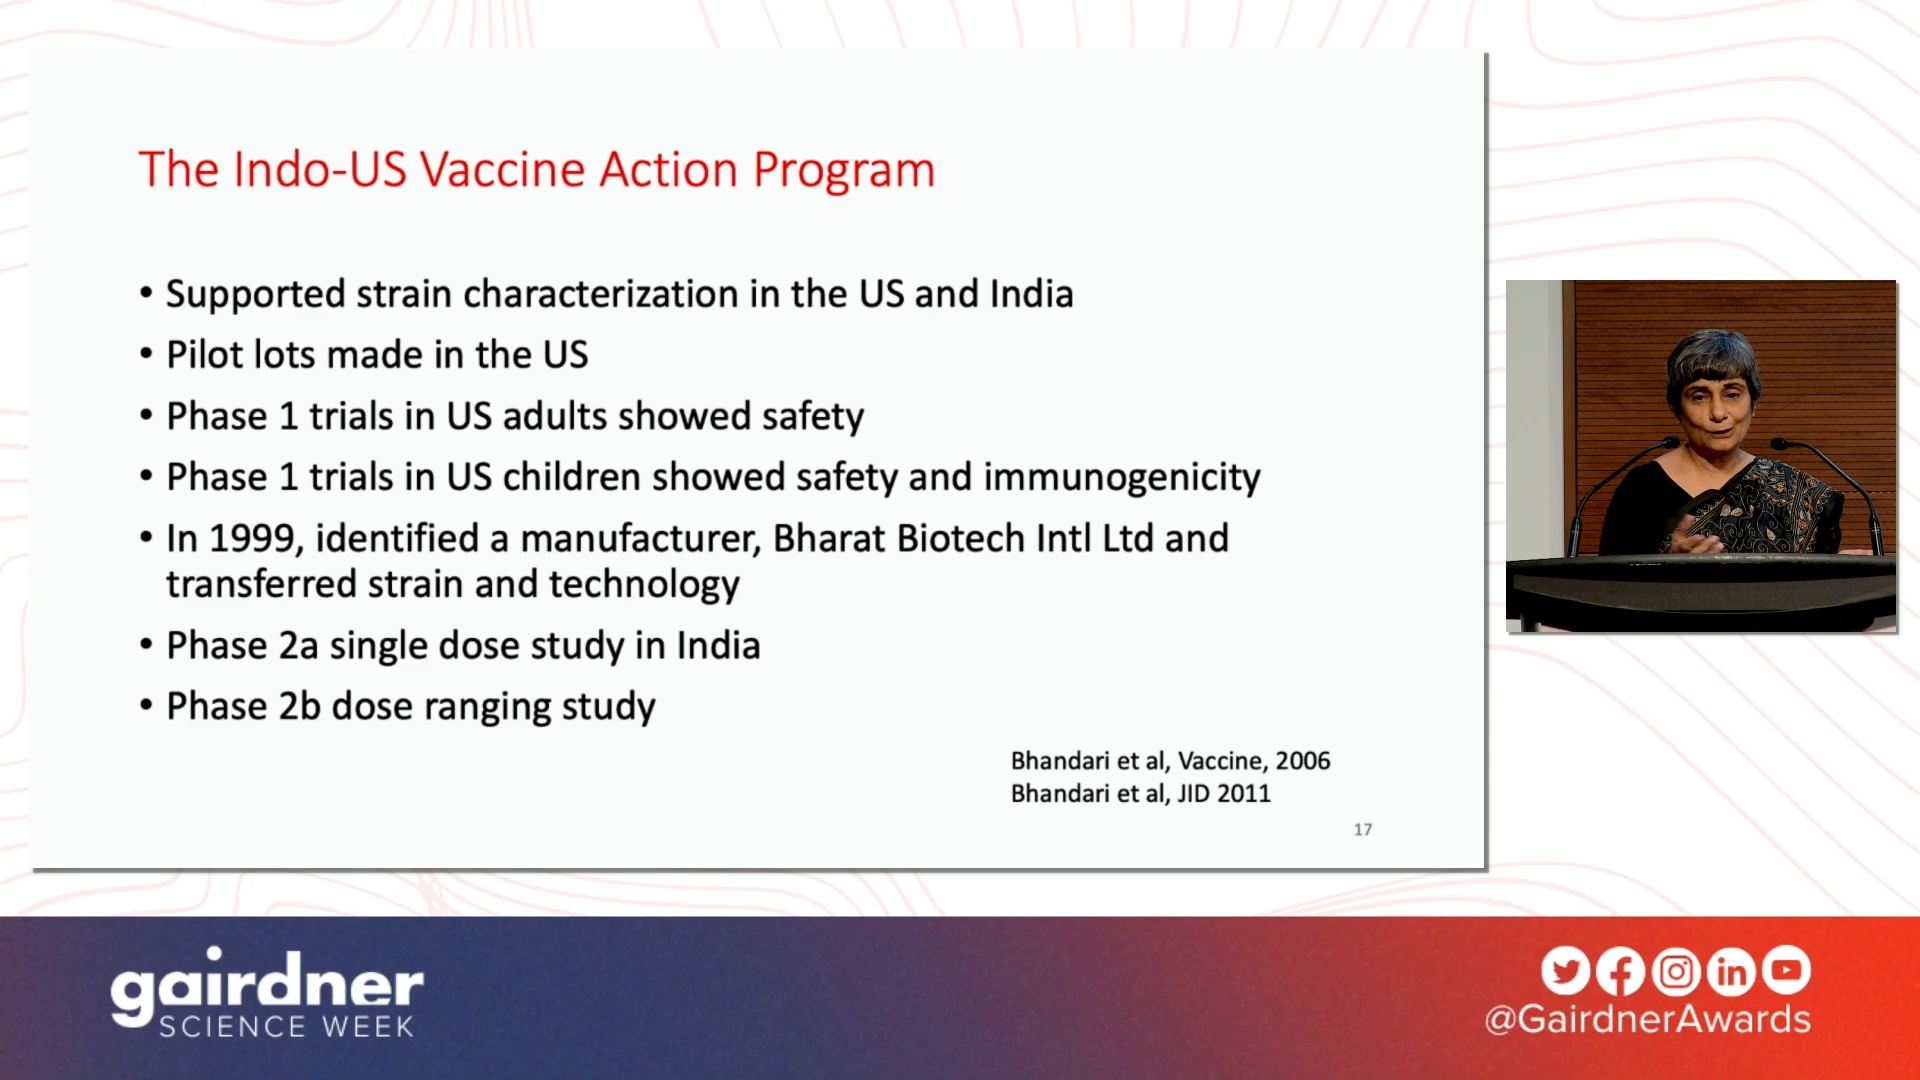 The Indo-US Vaccine Action Program
• Supported strain characterization in the US and India
• Pilot lots made in the US
• Phase 1 trials in US adults showed safety
• Phase 1 trials in US children showed safety and immunogenicity
• In 1999, identified a manufacturer, Bharat Biotech Intl Ltd and
transferred strain and technology
• Phase 2a single dose study in India
• Phase 2b dose ranging study
Bhandari et al, Vaccine, 2006
Bhandari et al, JID 2011
17
gairdner
SCIENCE WEEK
@GairdnerAwards